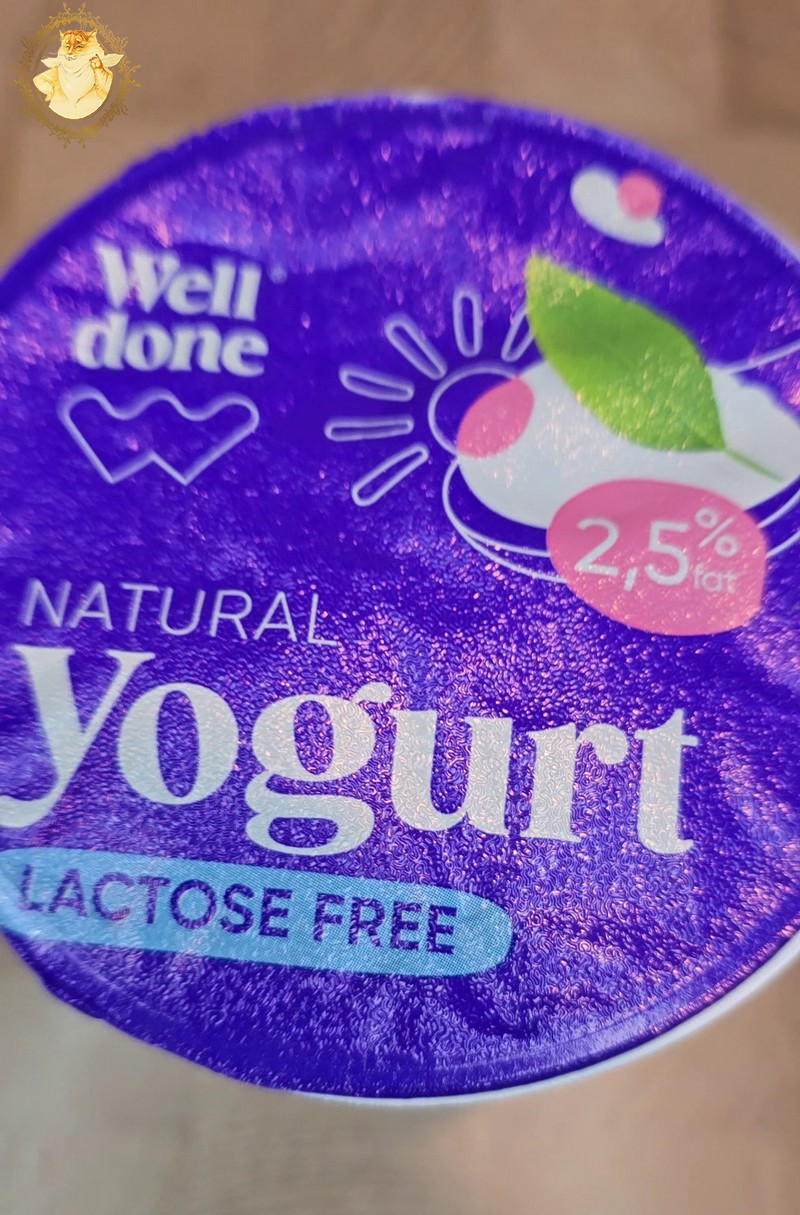 Well
done
2,5%
fat
NATURAL
yogurt
LACTOSE FREE